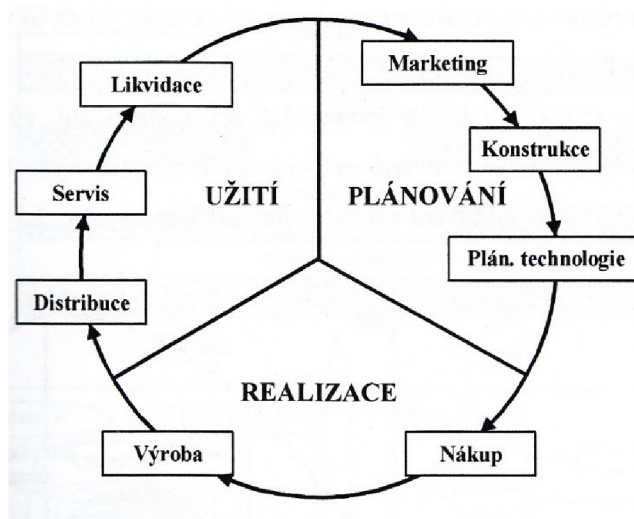 Marketing
Likvidace
Konstrukce
Servis
UŽITÍ
PLÁNOVÁNÍ
Plán. technologie
Distribuce
REALIZACE
Výroba
Nákup